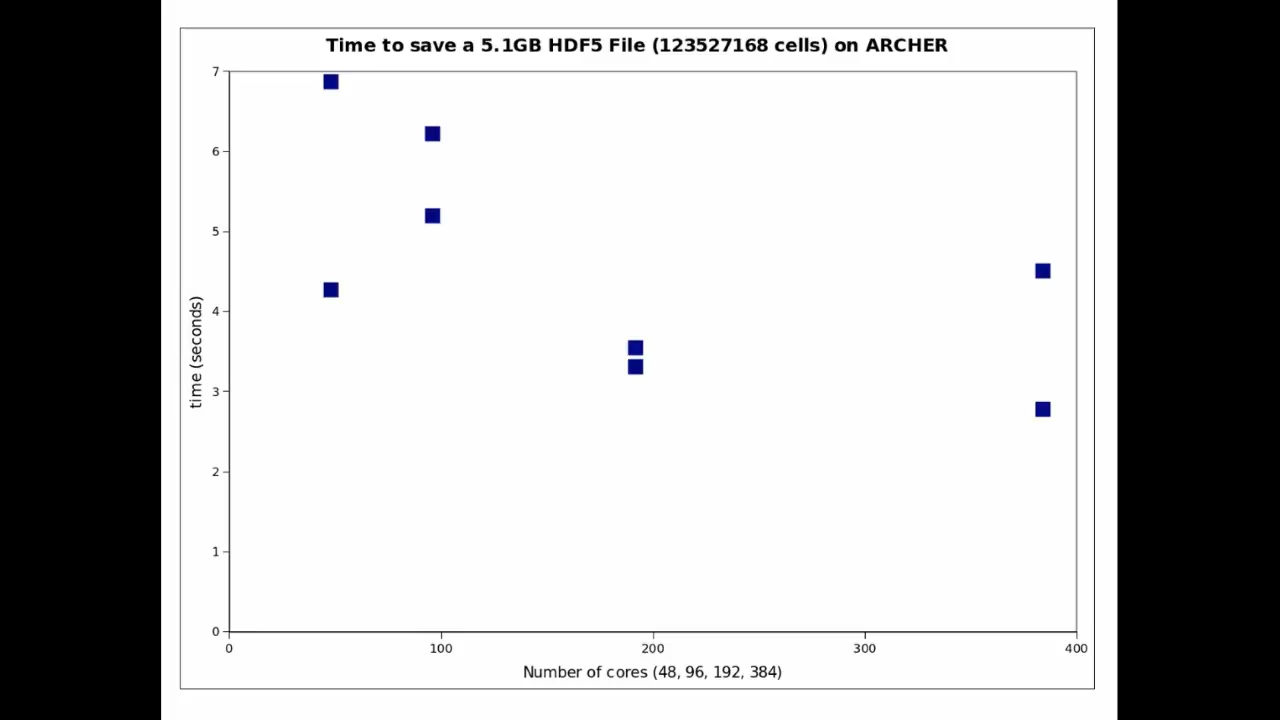 Time to save a 5.1GB HDF5 File (123527168 cells) on ARCHER
7
6
5
4
3
2
1
0
time (seconds)
0 100 200 300 400
Number of cores (48, 96, 192, 384)